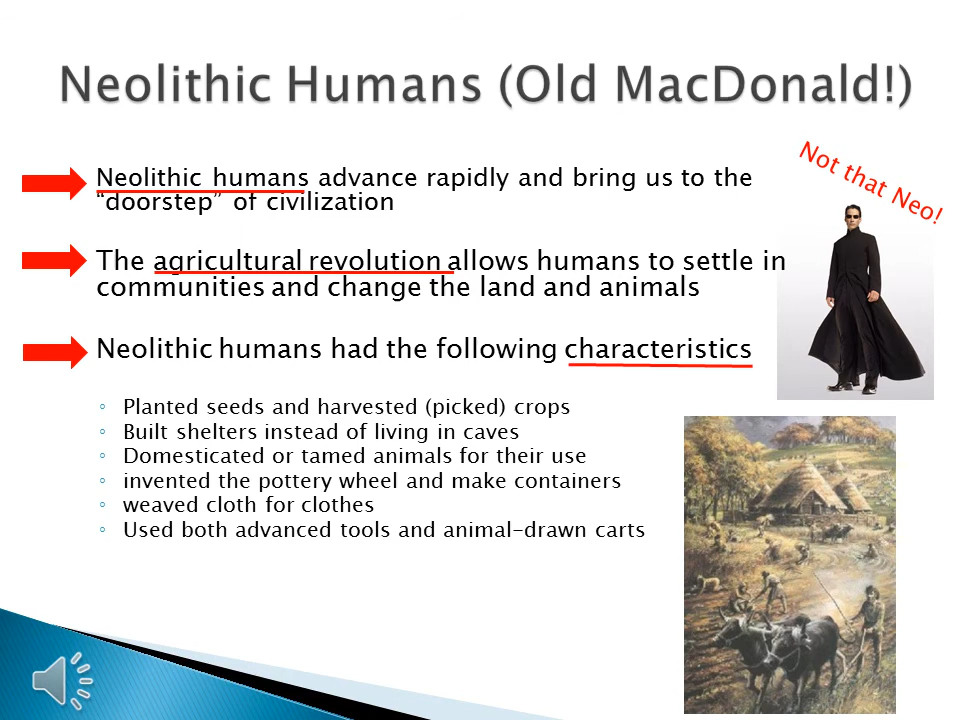 Neolithic Humans (Old MacDonald!)
Not that Neo!
Neolithic humans advance rapidly and bring us to the
“doorstep” of civilization
The agricultural revolution allows humans to settle in
communities and change the land and animals
Neolithic humans had the following characteristics
◦ Planted seeds and harvested (picked) crops
◦ Built shelters instead of living in caves
◦ Domesticated or tamed animals for their use
◦ invented the pottery wheel and make containers
◦ weaved cloth for clothes
◦ Used both advanced tools and animal-drawn carts